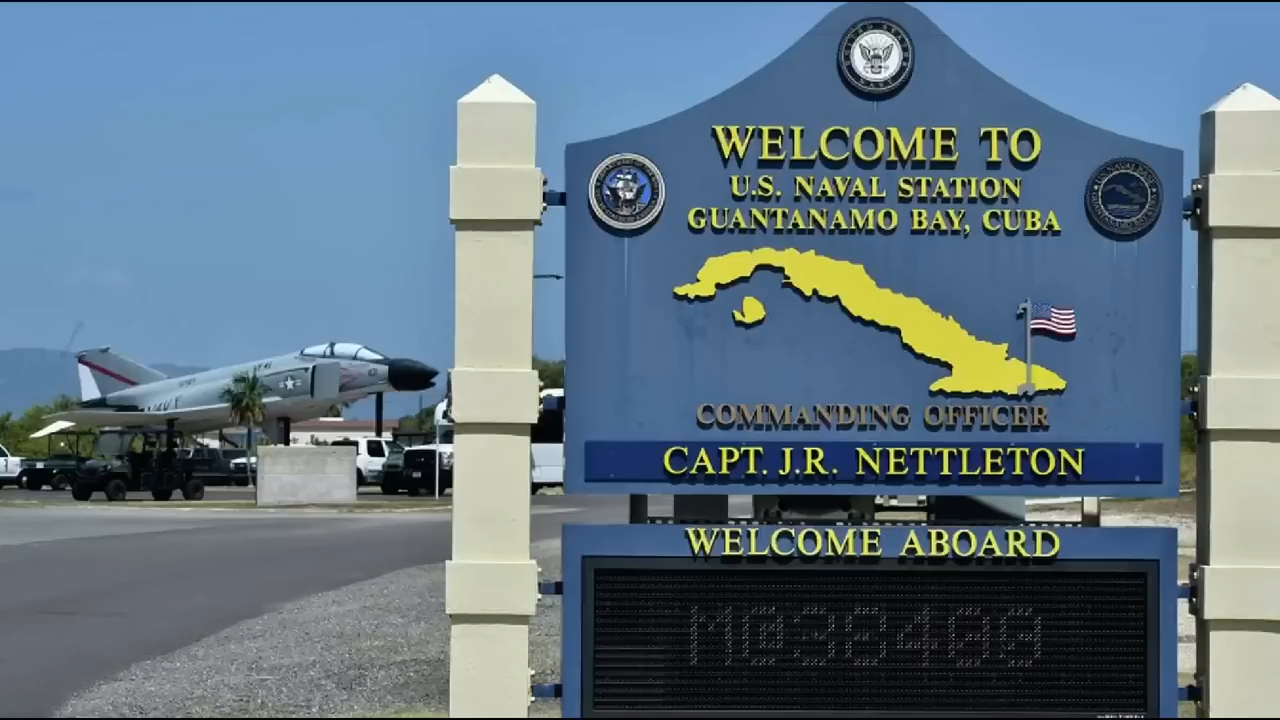 WELCOME TO
U.S. NAVAL STATION
GUANTANAMO BAY, CUBA
COMMANDING OFFICER
CAPT. J.R. NETTLETON
WELCOME ABOARD